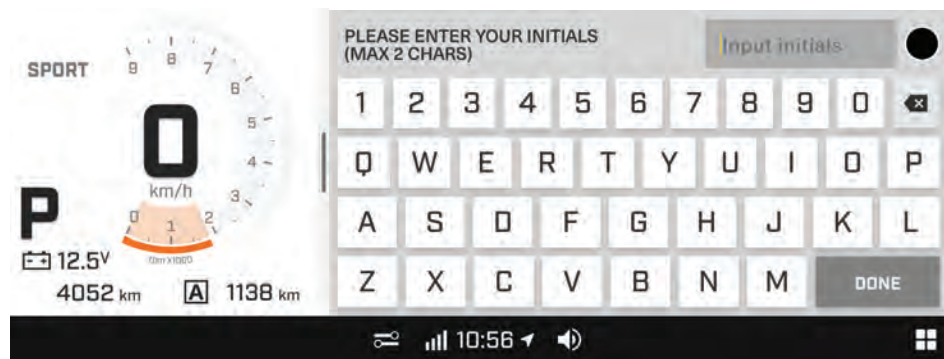 SPORT
9 8 7
6
5
4
3
0
km/h
P
0 1 2
rpm x1000
12.5V
4052 km A 1138 km
PLEASE ENTER YOUR INITIALS
(MAX 2 CHARS)
Input initials
1 2 3 4 5 6 7 8 9 0
Q W E R T Y U I O P
A S D F G H J K L
Z X C V B N M DONE
10:56